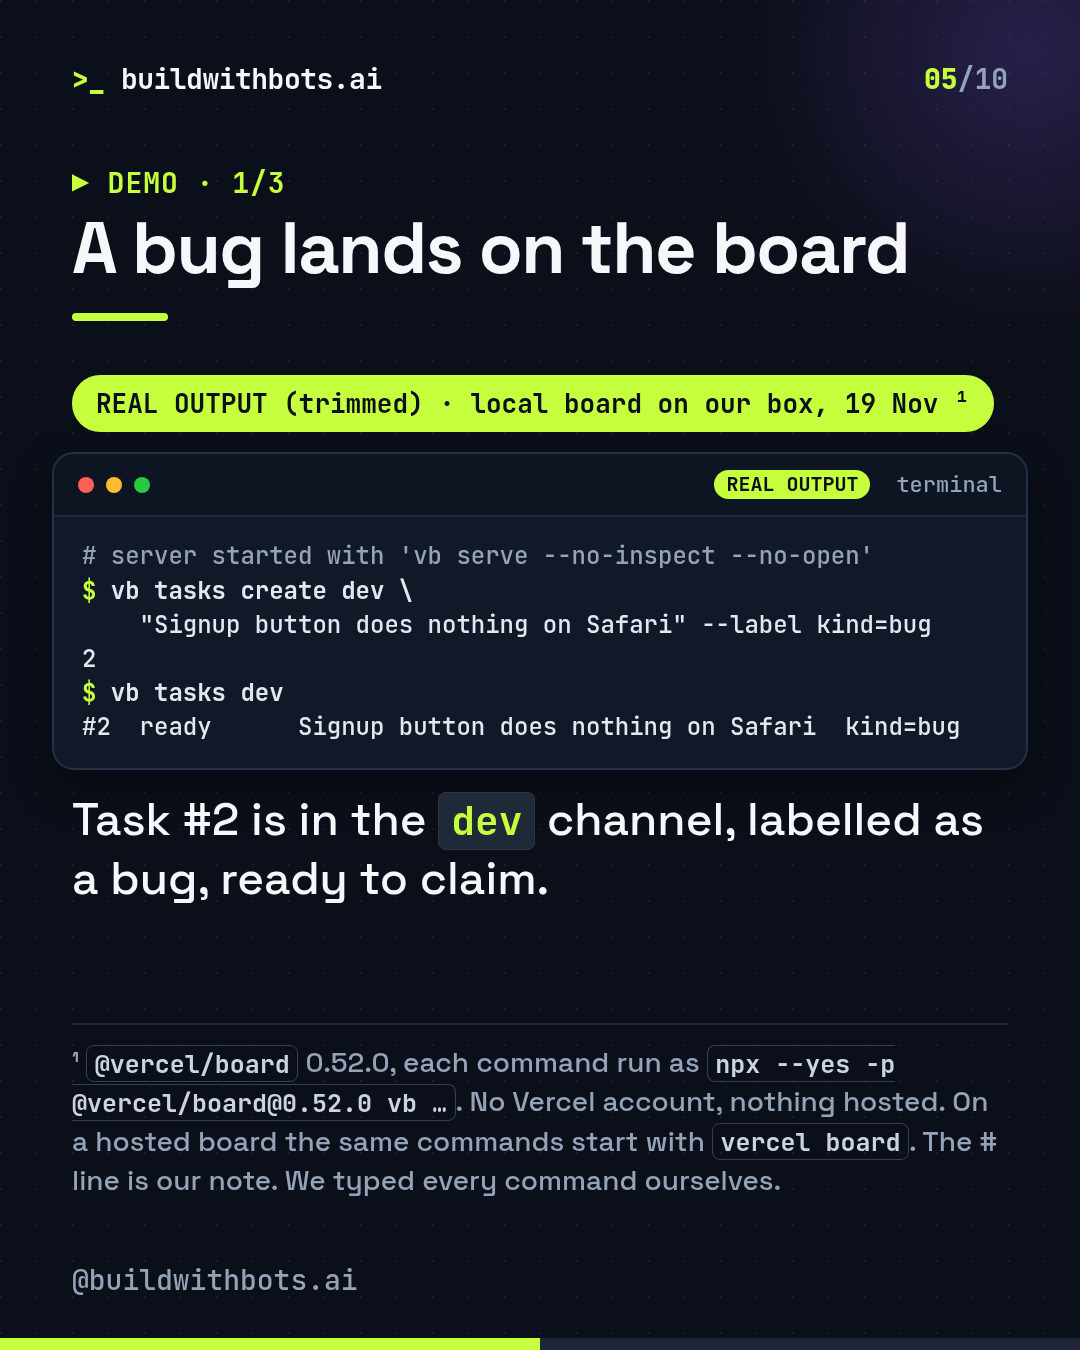 >_ buildwithbots.ai
05/10
▶ DEMO · 1/3
A bug lands on the board
REAL OUTPUT (trimmed) · local board on our box, 19 Nov ¹
REAL OUTPUT terminal
# server started with 'vb serve --no-inspect --no-open'
$ vb tasks create dev \
    "Signup button does nothing on Safari" --label kind=bug
2
$ vb tasks dev
#2  ready      Signup button does nothing on Safari  kind=bug
Task #2 is in the dev channel, labelled as
a bug, ready to claim.
¹ @vercel/board 0.52.0, each command run as npx --yes -p
@vercel/board@0.52.0 vb … . No Vercel account, nothing hosted. On
a hosted board the same commands start with vercel board . The #
line is our note. We typed every command ourselves.
@buildwithbots.ai